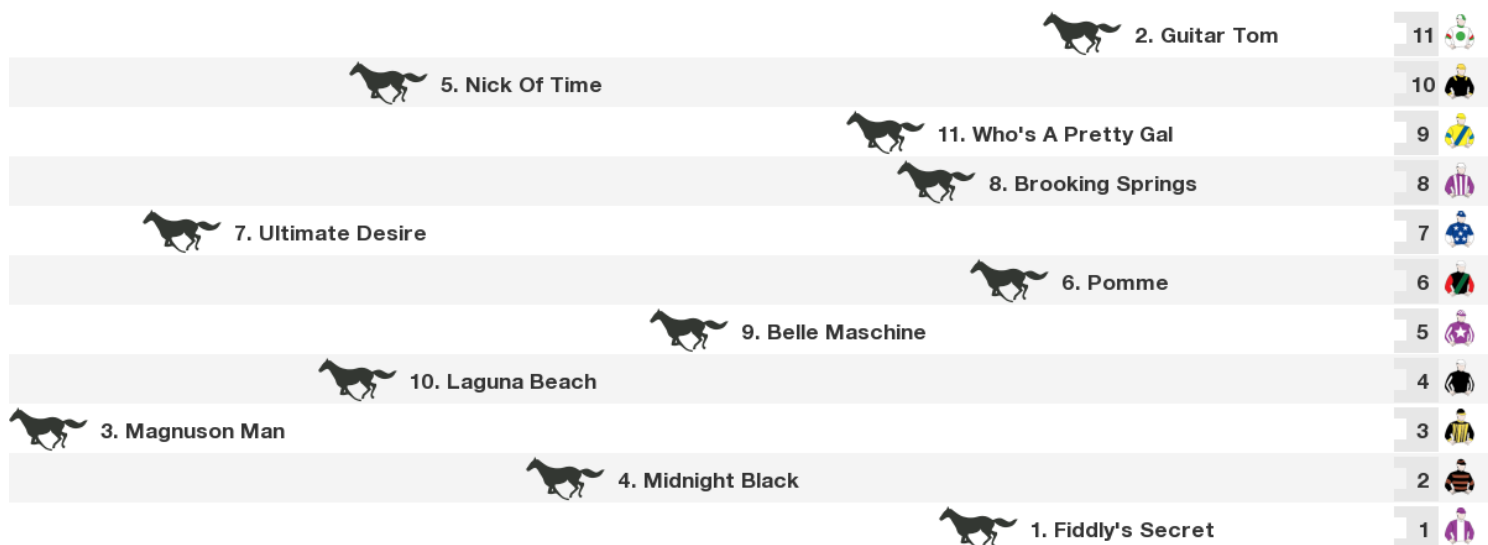 2. Guitar Tom 11
5. Nick Of Time 10
11. Who's A Pretty Gal 9
8. Brooking Springs 8
7. Ultimate Desire 7
6. Pomme 6
9. Belle Maschine 5
10. Laguna Beach 4
3. Magnuson Man 3
4. Midnight Black 2
1. Fiddly's Secret 1